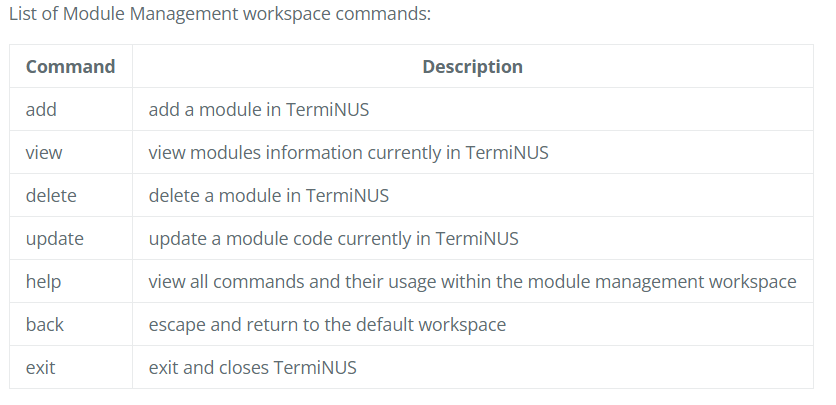 List of Module Management workspace commands:
Command Description
add add a module in TermiNUS
view view modules information currently in TermiNUS
delete delete a module in TermiNUS
update update a module code currently in TermiNUS
help view all commands and their usage within the module management workspace
back escape and return to the default workspace
exit exit and closes TermiNUS